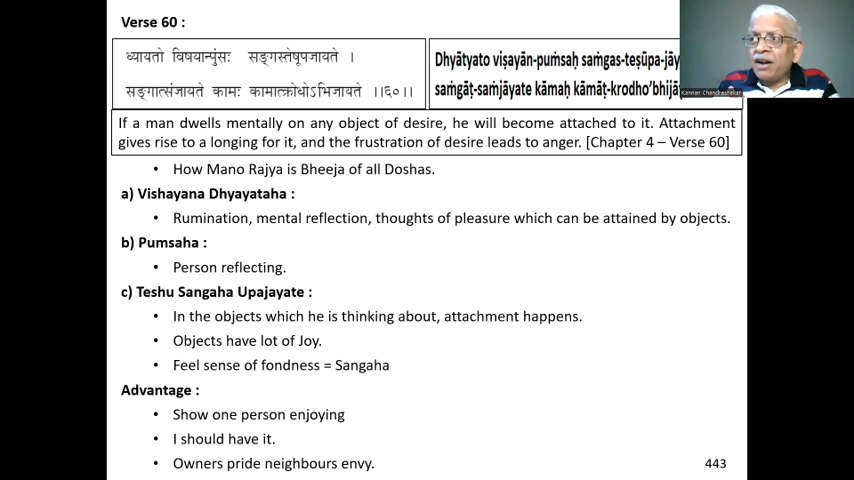 Verse 60 :
ध्यायतो विषयान्पुंसः सङ्गस्तेषूपजायते ।
सङ्गात्संजायते कामः कामात्क्रोधोऽभिजायते ।।६०।।
Dhyātyato viṣayān-puṁsaḥ saṁgas-teṣūpa-jāy
saṁgāṭ-saṁjāyate kāmaḥ kāmāṭ-krodho'bhijāy
If a man dwells mentally on any object of desire, he will become attached to it. Attachment
gives rise to a longing for it, and the frustration of desire leads to anger. [Chapter 4 – Verse 60]
• How Mano Rajya is Bheeja of all Doshas.
a) Vishayana Dhyayataha :
• Rumination, mental reflection, thoughts of pleasure which can be attained by objects.
b) Pumsaha :
• Person reflecting.
c) Teshu Sangaha Upajayate :
• In the objects which he is thinking about, attachment happens.
• Objects have lot of Joy.
• Feel sense of fondness = Sangaha
Advantage :
• Show one person enjoying
• I should have it.
• Owners pride neighbours envy.
443
Kannan Chandrashekar